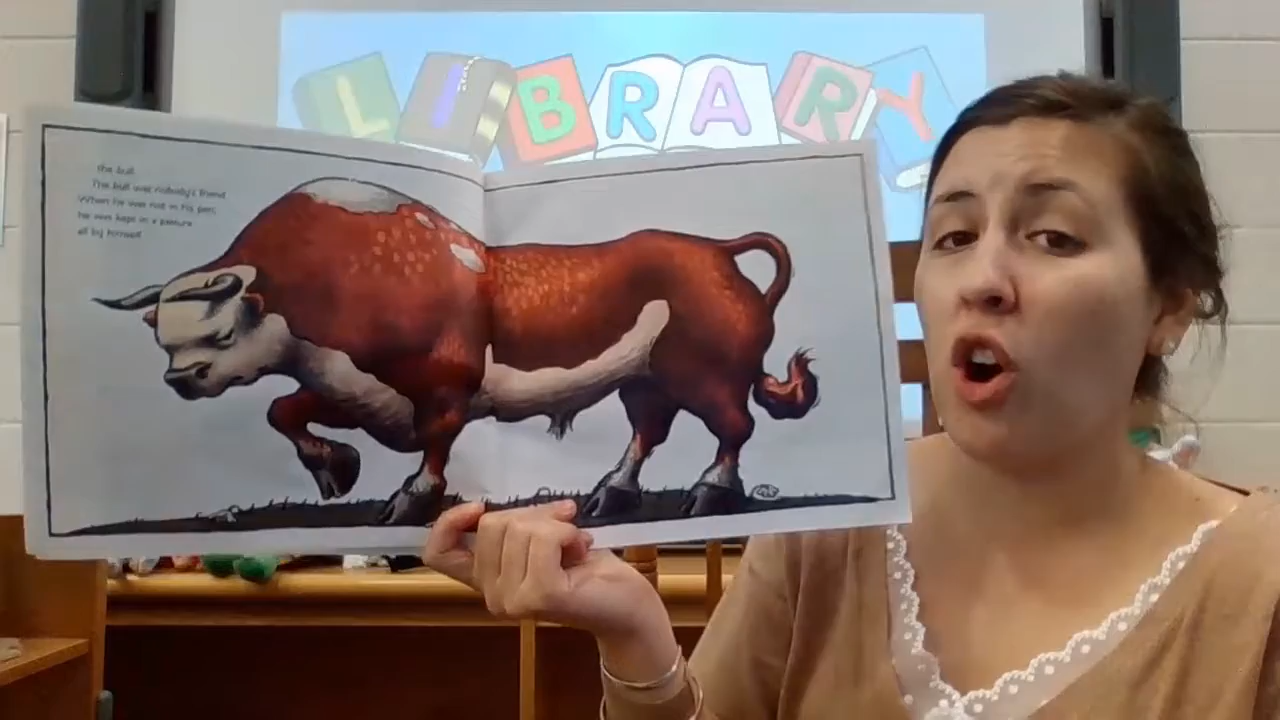 LIBRARY
the bull.
The bull was nobody's friend.
When he was not in his pen,
he was kept in a pasture
all by himself.